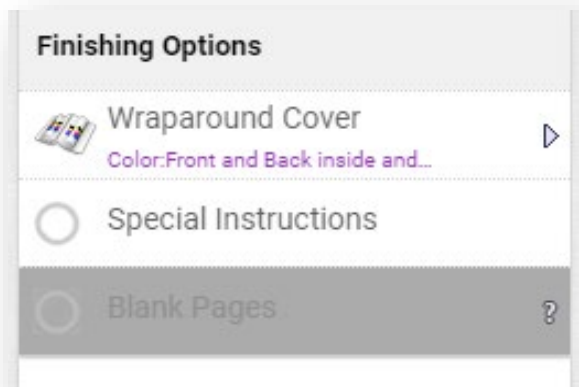 Finishing Options
Wraparound Cover
Color:Front and Back inside and...
Special Instructions
Blank Pages
?